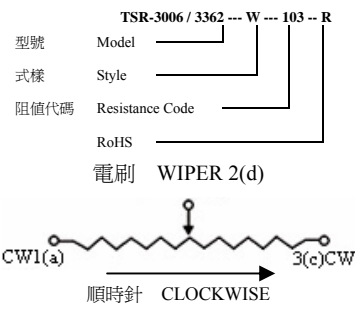 TSR-3006 / 3362 --- W --- 103 -- R
型號 Model
式樣 Style
阻值代碼 Resistance Code
RoHS
電刷 WIPER 2(d)
CW1(a) 3(c)CW
順時針 CLOCKWISE